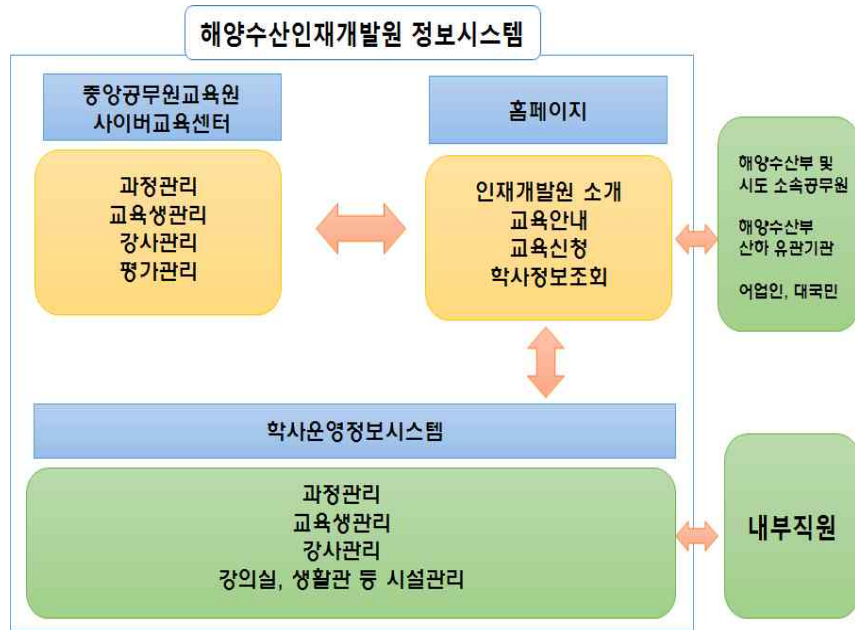 해양수산인재개발원 정보시스템
중앙공무원교육원
사이버교육센터
과정관리
교육생관리
강사관리
평가관리
홈페이지
인재개발원 소개
교육안내
교육신청
학사정보조회
해양수산부 및
시도 소속공무원
해양수산부
산하 유관기관
어업인, 대국민
학사운영정보시스템
과정관리
교육생관리
강사관리
강의실, 생활관 등 시설관리
내부직원